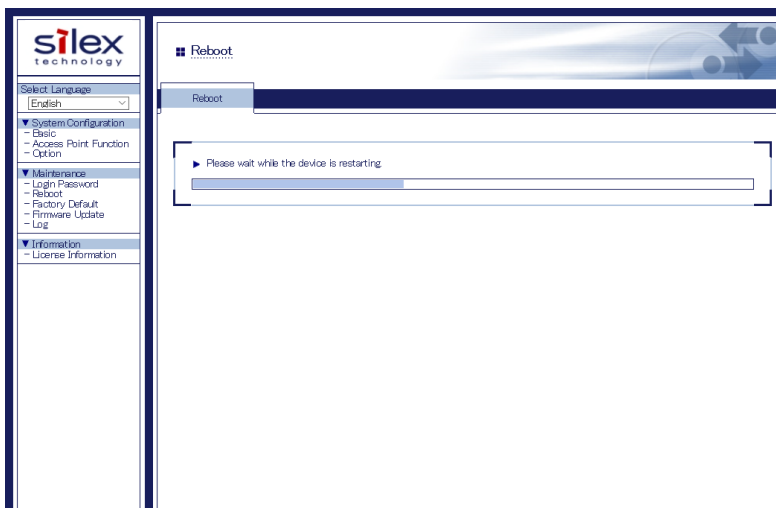 silex
technology
Select Language
English
▼ System Configuration
- Basic
- Access Point Function
- Option
▼ Maintenance
- Login Password
- Reboot
- Factory Default
- Firmware Update
- Log
▼ Information
- License Information
Reboot
Reboot
Please wait while the device is restarting.